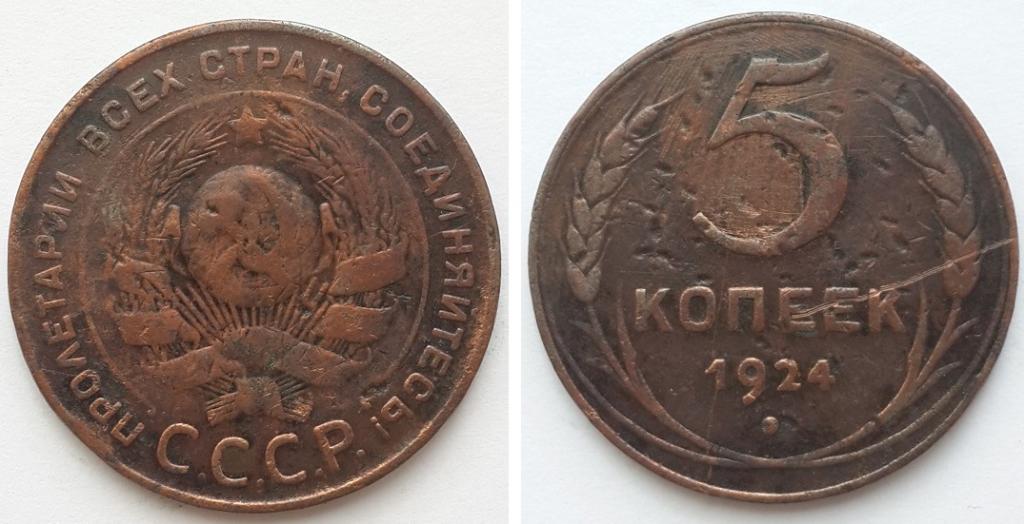 ПРОЛЕТАРИИ ВСЕХ СТРАН, СОЕДИНЯЙТЕСЬ!
С.С.С.Р.
5
КОПЕЕК
1924